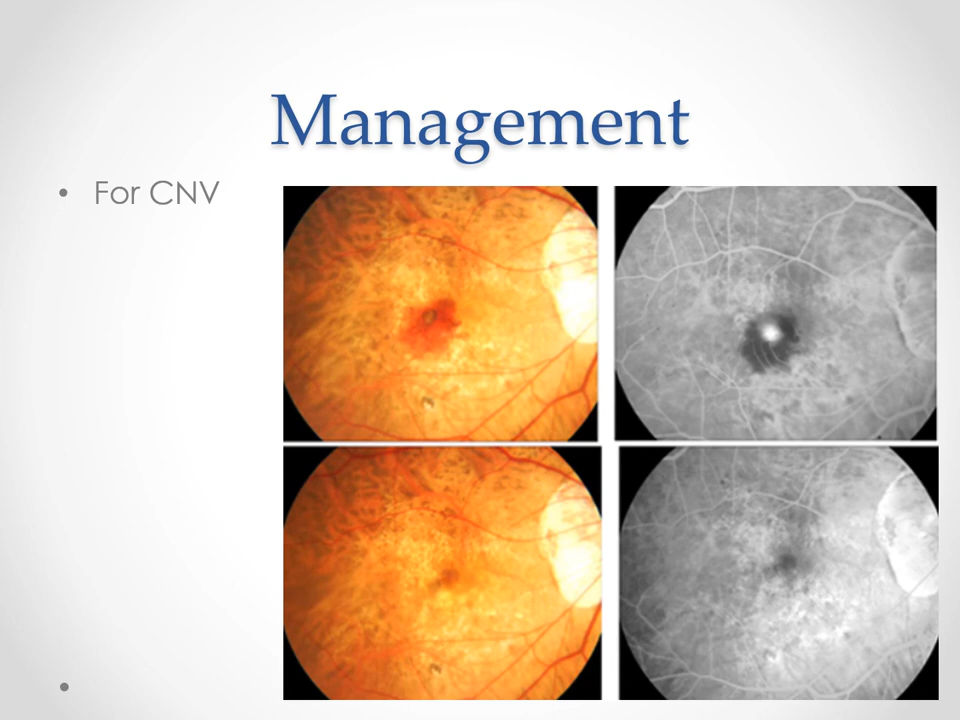 Management
• For CNV
•